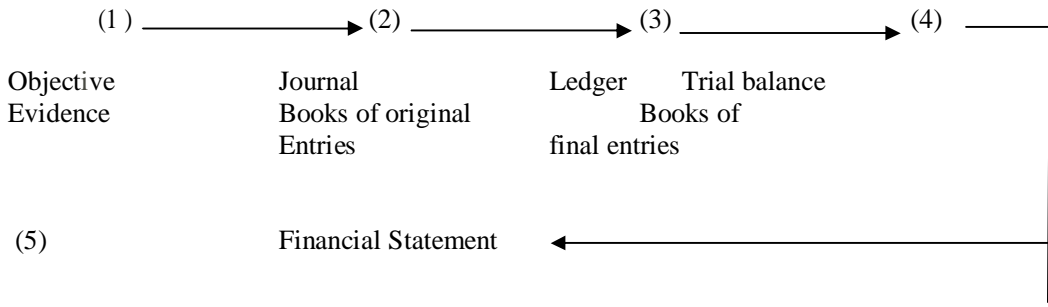 (1 ) (2) (3) (4)
Objective Journal Ledger Trial balance
Evidence Books of original Books of
Entries final entries
(5) Financial Statement